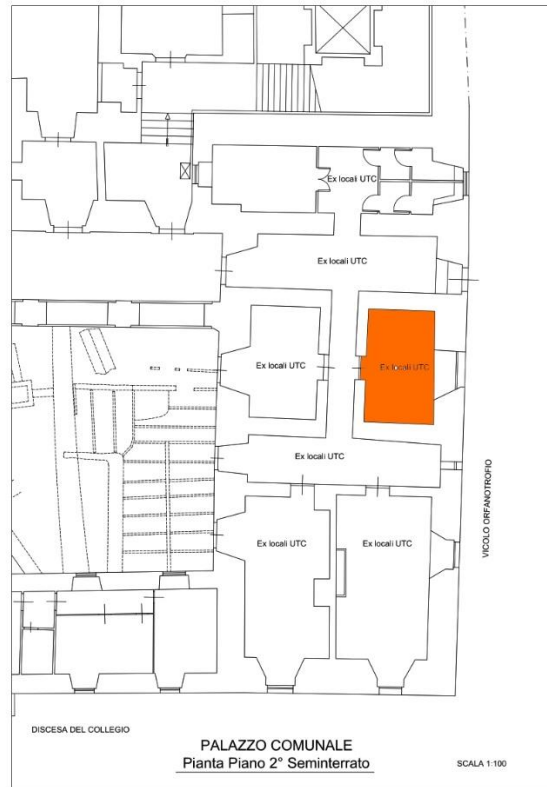 Ex locali UTC
Ex locali UTC
Ex locali UTC
Ex locali UTC
Ex locali UTC
Ex locali UTC
Ex locali UTC
VICOLO ORFANOTROFIO
DISCESA DEL COLLEGIO
PALAZZO COMUNALE
Pianta Piano 2° Seminterrato
SCALA 1:100